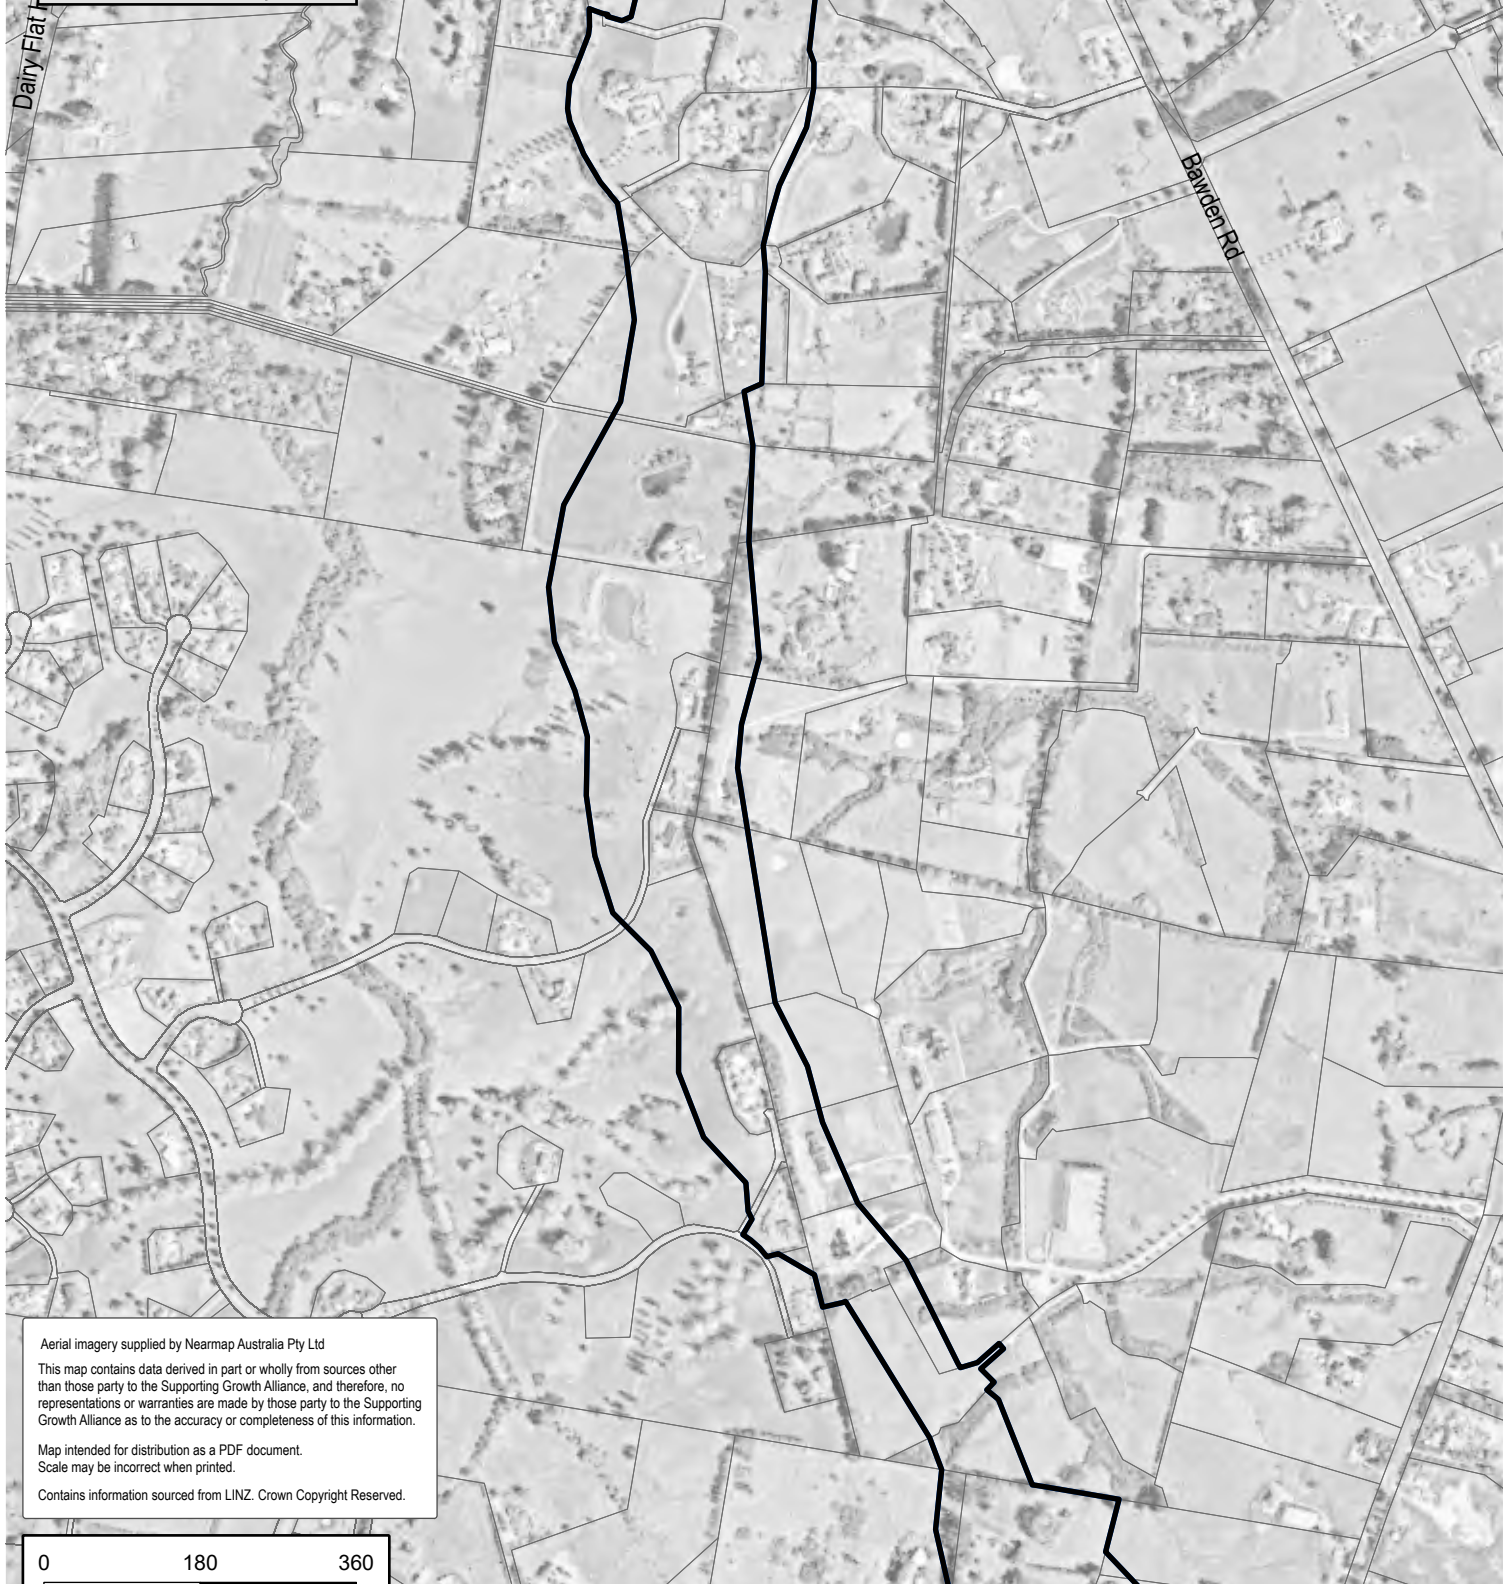 Dairy Flat
Bawden Rd
Aerial imagery supplied by Nearmap Australia Pty Ltd
This map contains data derived in part or wholly from sources other
than those party to the Supporting Growth Alliance, and therefore, no
representations or warranties are made by those party to the Supporting
Growth Alliance as to the accuracy or completeness of this information.
Map intended for distribution as a PDF document.
Scale may be incorrect when printed.
Contains information sourced from LINZ. Crown Copyright Reserved.
0 180 360